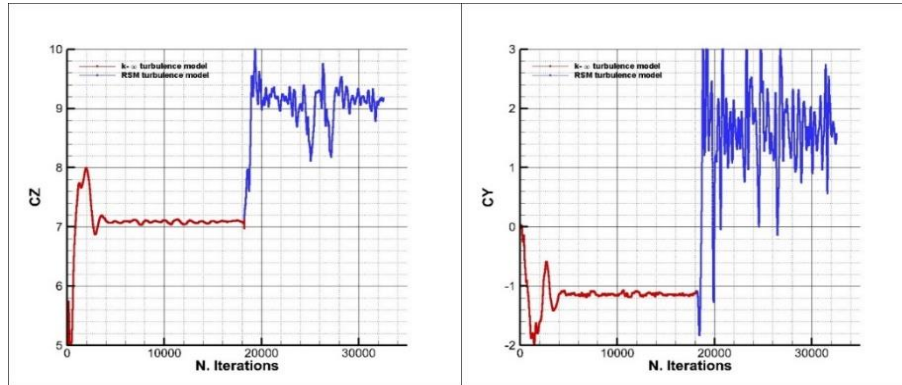 10
9
8
7
6
5
CZ
k- ∞ turbulence model
RSM turbulence model
0
10000
20000
30000
N. Iterations
3
2
1
0
-1
-2
CY
k- ∞ turbulence model
RSM turbulence model
0
10000
20000
30000
N. Iterations